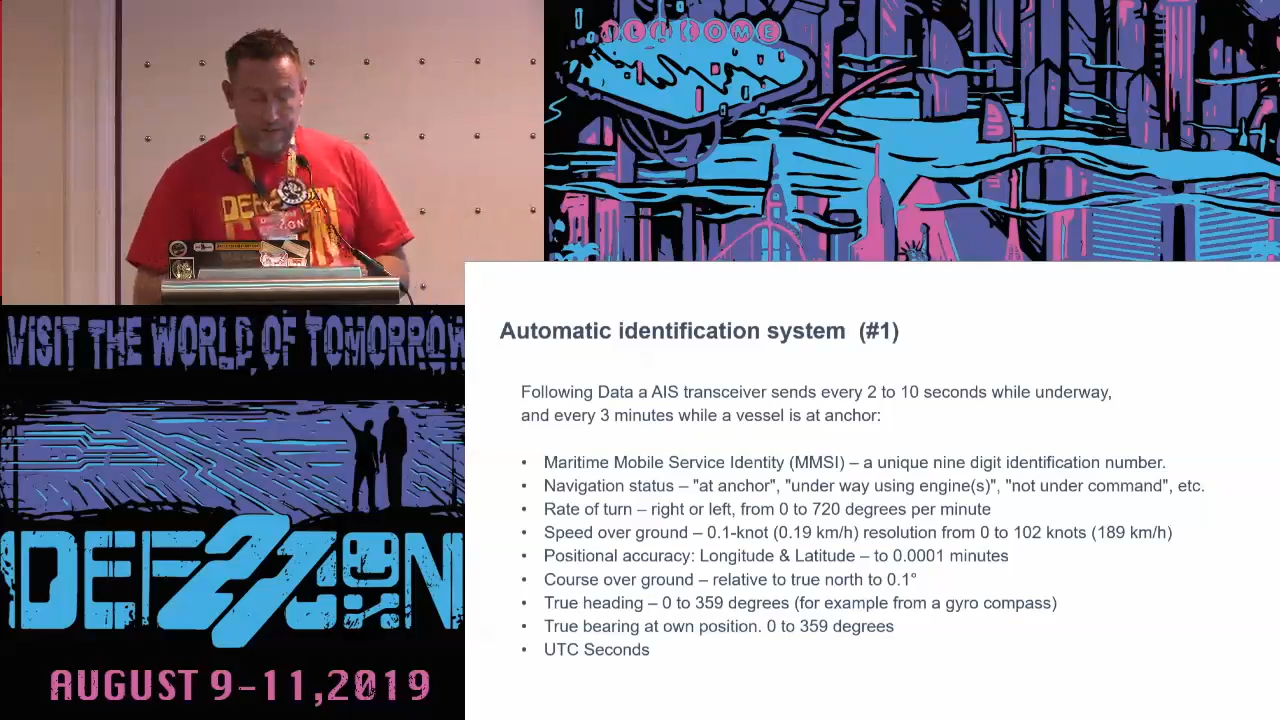 WELCOME
DEFCON
VISIT THE WORLD OF TOMORROW
DEFCON
27
AUGUST 9-11,2019
Automatic identification system (#1)
Following Data a AIS transceiver sends every 2 to 10 seconds while underway,
and every 3 minutes while a vessel is at anchor:
• Maritime Mobile Service Identity (MMSI) – a unique nine digit identification number.
• Navigation status – "at anchor", "under way using engine(s)", "not under command", etc.
• Rate of turn – right or left, from 0 to 720 degrees per minute
• Speed over ground – 0.1-knot (0.19 km/h) resolution from 0 to 102 knots (189 km/h)
• Positional accuracy: Longitude & Latitude – to 0.0001 minutes
• Course over ground – relative to true north to 0.1°
• True heading – 0 to 359 degrees (for example from a gyro compass)
• True bearing at own position. 0 to 359 degrees
• UTC Seconds